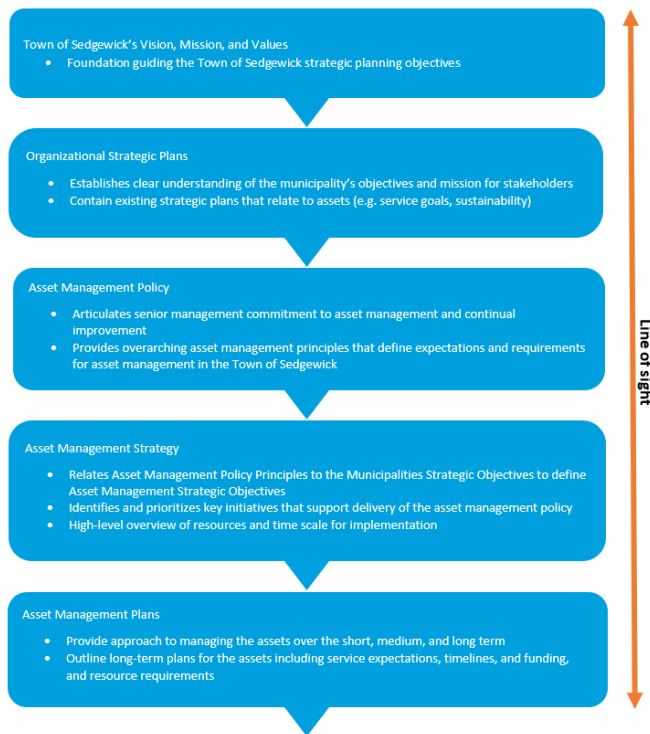 Town of Sedgewick's Vision, Mission, and Values
• Foundation guiding the Town of Sedgewick strategic planning objectives
Organizational Strategic Plans
• Establishes clear understanding of the municipality's objectives and mission for stakeholders
• Contain existing strategic plans that relate to assets (e.g. service goals, sustainability)
Asset Management Policy
• Articulates senior management commitment to asset management and continual
improvement
• Provides overarching asset management principles that define expectations and requirements
for asset management in the Town of Sedgewick
Asset Management Strategy
• Relates Asset Management Policy Principles to the Municipalities Strategic Objectives to define
Asset Management Strategic Objectives
• Identifies and prioritizes key initiatives that support delivery of the asset management policy
• High-level overview of resources and time scale for implementation
Asset Management Plans
• Provide approach to managing the assets over the short, medium, and long term
• Outline long-term plans for the assets including service expectations, timelines, and funding,
and resource requirements
Line of sight